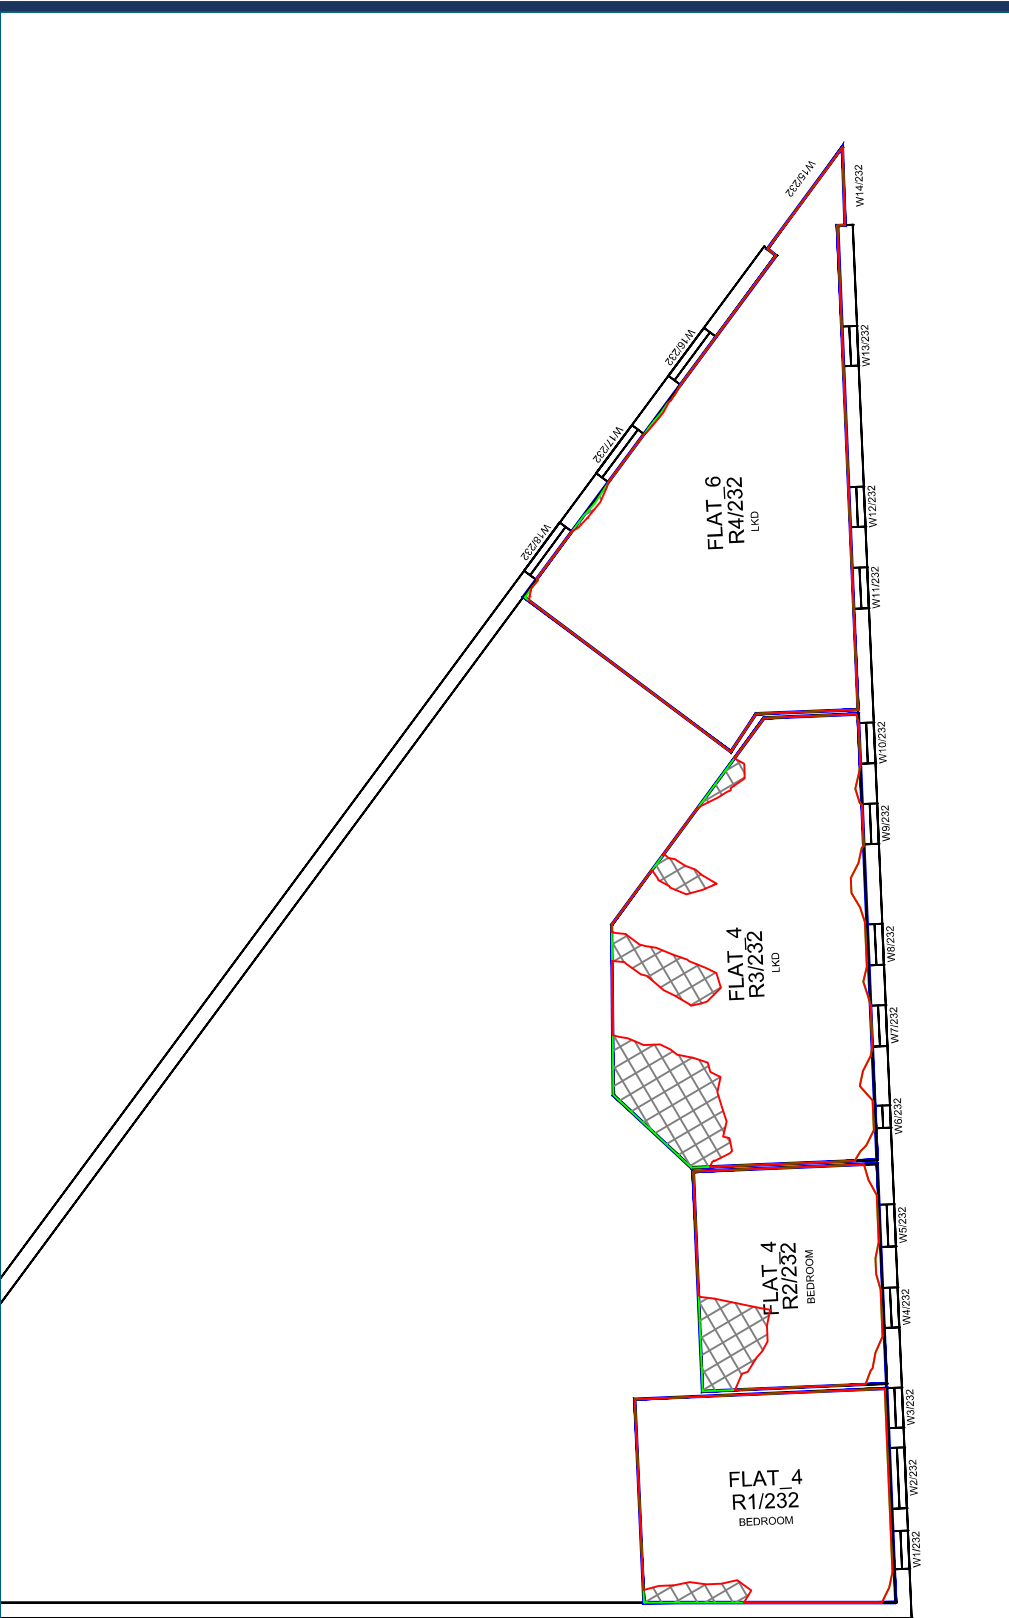 W15/232
W14/232
W16/232
W13/232
W17/232
FLAT_6
R4/232
LKD
W12/232
W18/232
W11/232
W10/232
W9/232
FLAT_4
R3/232
LKD
W8/232
W7/232
W6/232
W5/232
FLAT_4
R2/232
BEDROOM
W4/232
W3/232
FLAT_4
R1/232
BEDROOM
W2/232
W1/232